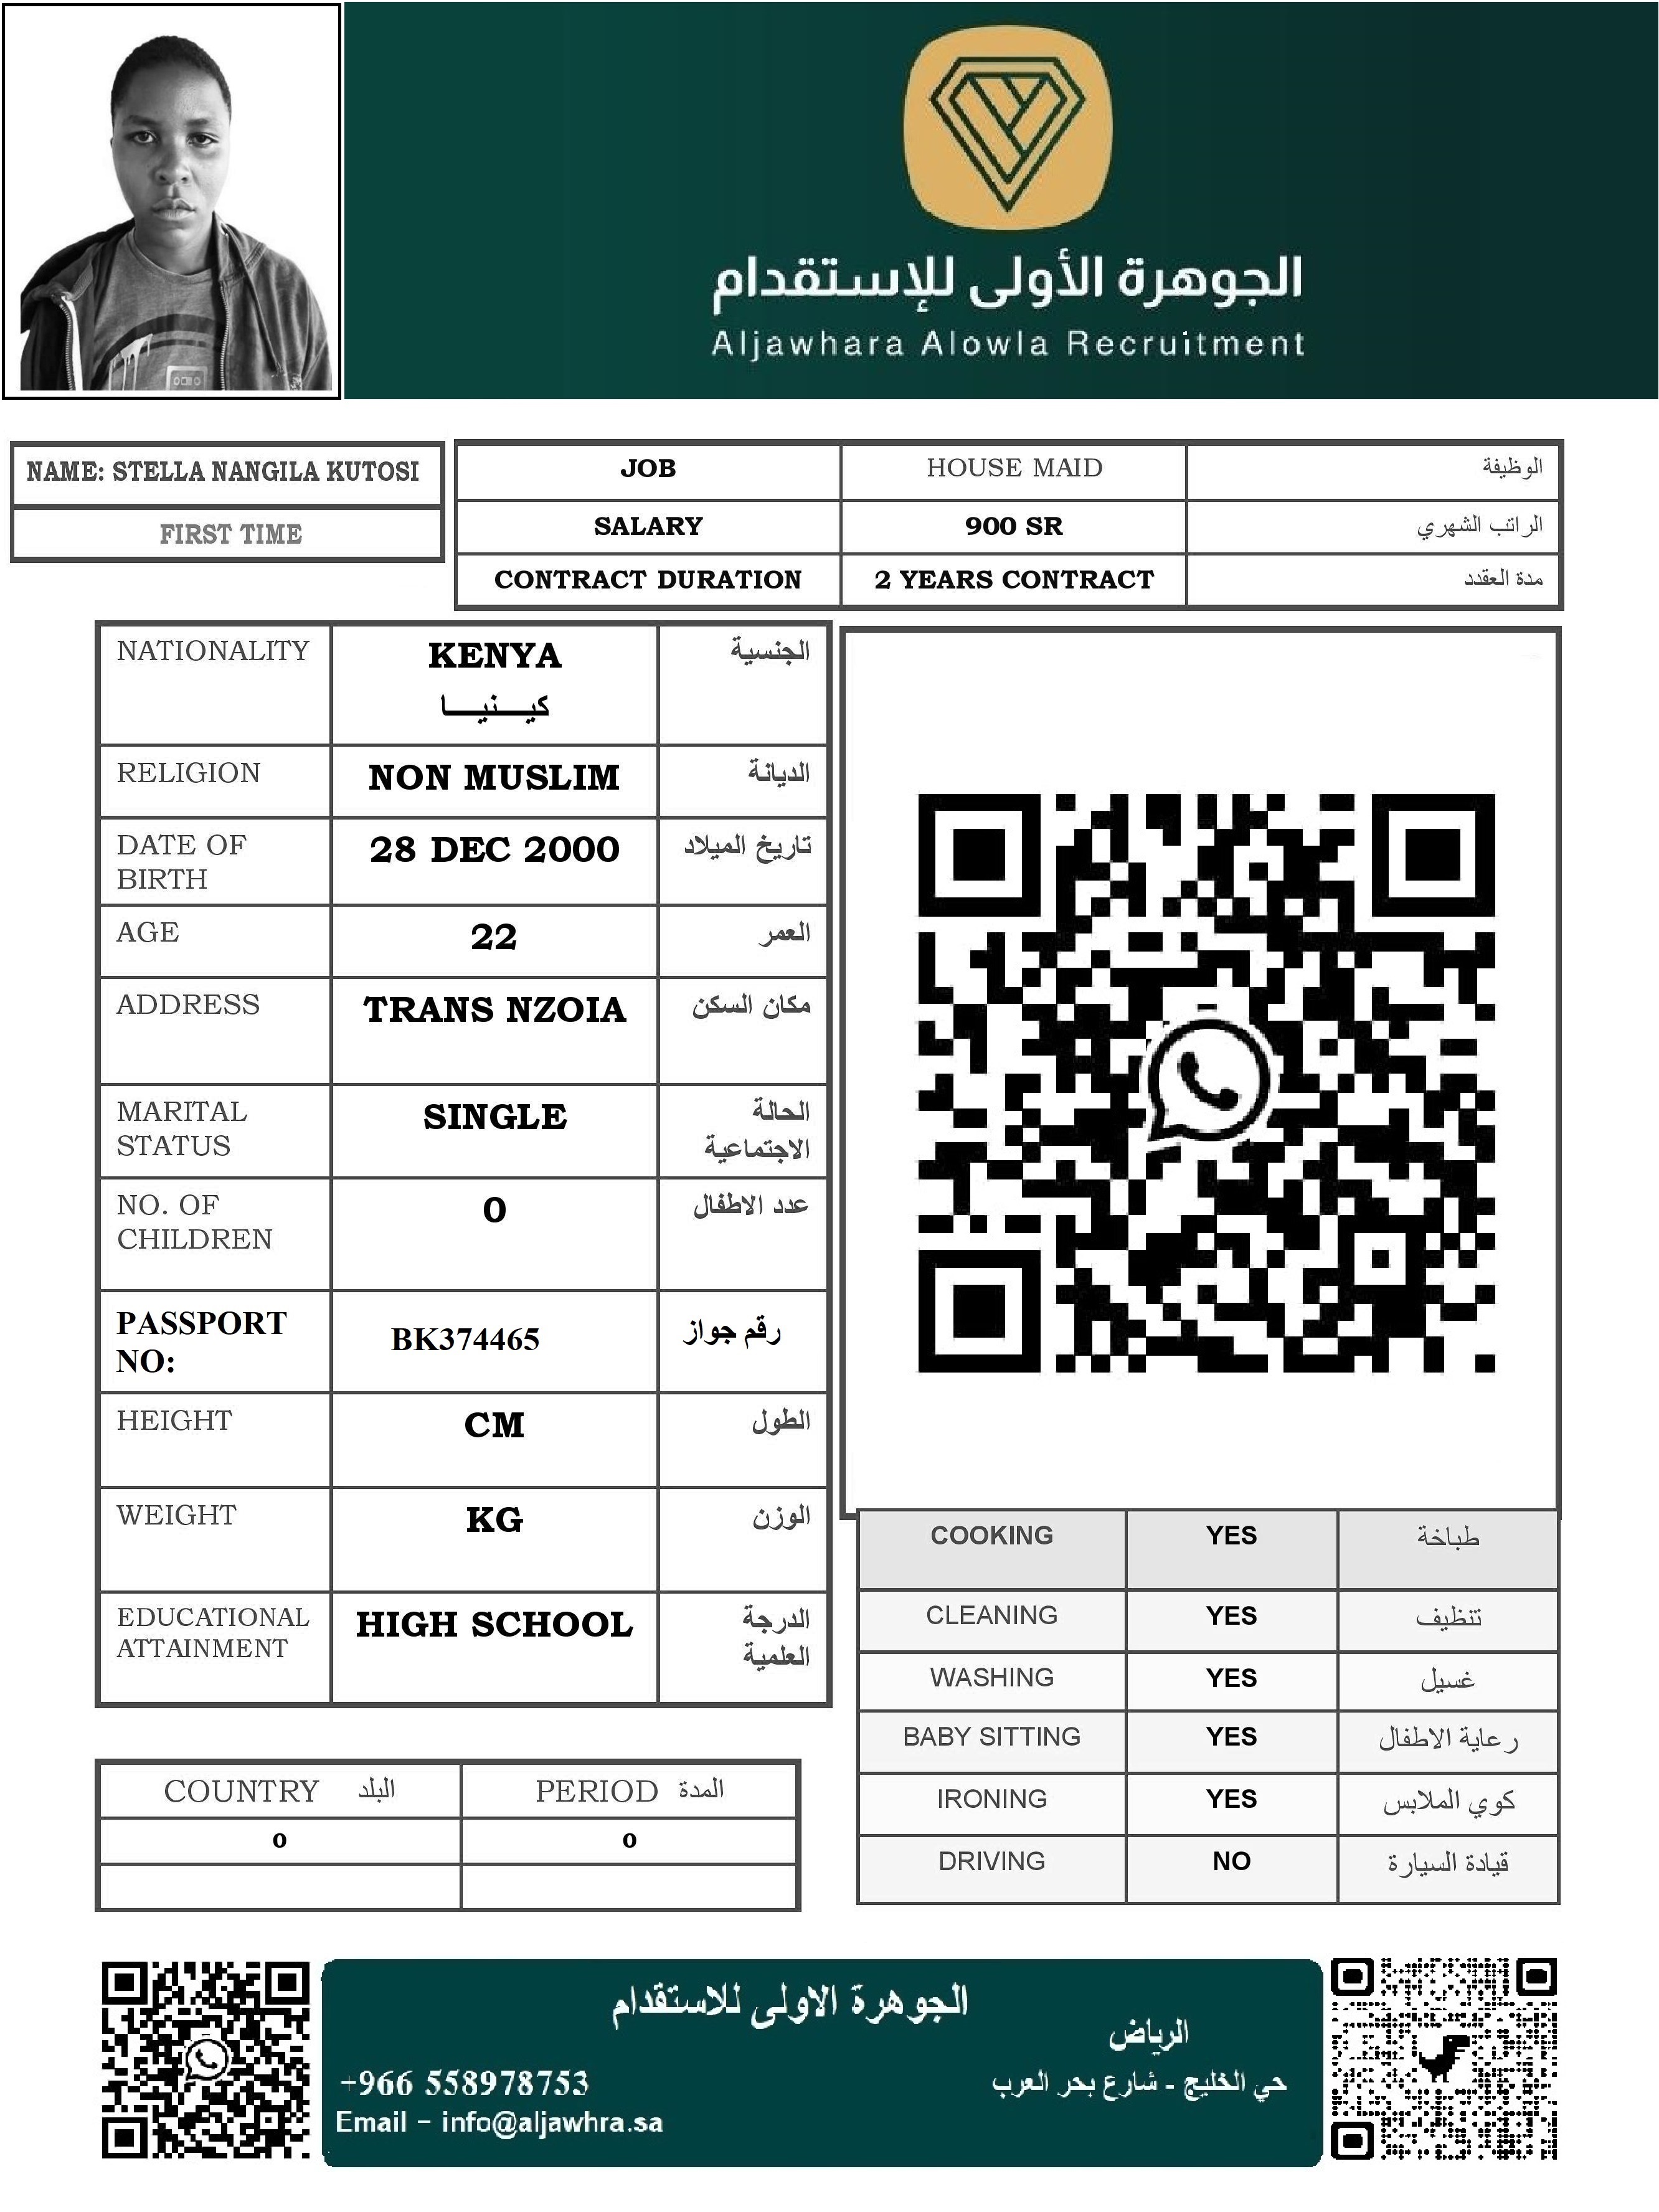 الجوهرة الأولى للإستقدام
Aljawhara Alowla Recruitment
NAME: STELLA NANGILA KUTOSI
FIRST TIME
JOB HOUSE MAID الوظيفة
SALARY 900 SR الراتب الشهري
CONTRACT DURATION 2 YEARS CONTRACT مدة العقدد
NATIONALITY KENYA الجنسية
كيـــنيـــا
RELIGION NON MUSLIM الديانة
DATE OF BIRTH 28 DEC 2000 تاريخ الميلاد
AGE 22 العمر
ADDRESS TRANS NZOIA مكان السكن
MARITAL SINGLE الحالة
STATUS الاجتماعية
NO. OF 0 عدد الاطفال
CHILDREN
PASSPORT NO: BK374465 رقم جواز
HEIGHT CM الطول
WEIGHT KG الوزن
EDUCATIONAL HIGH SCHOOL الدرجة
ATTAINMENT العلمية
COOKING YES طباخة
CLEANING YES تنظيف
WASHING YES غسيل
BABY SITTING YES رعاية الاطفال
IRONING YES كوي الملابس
DRIVING NO قيادة السيارة
COUNTRY البلد PERIOD المدة
0 0
الجوهرة الاولى للاستقدام
الرياض
+966 558978753 حي الخليج - شارع بحر العرب
Email - info@aljawhra.sa